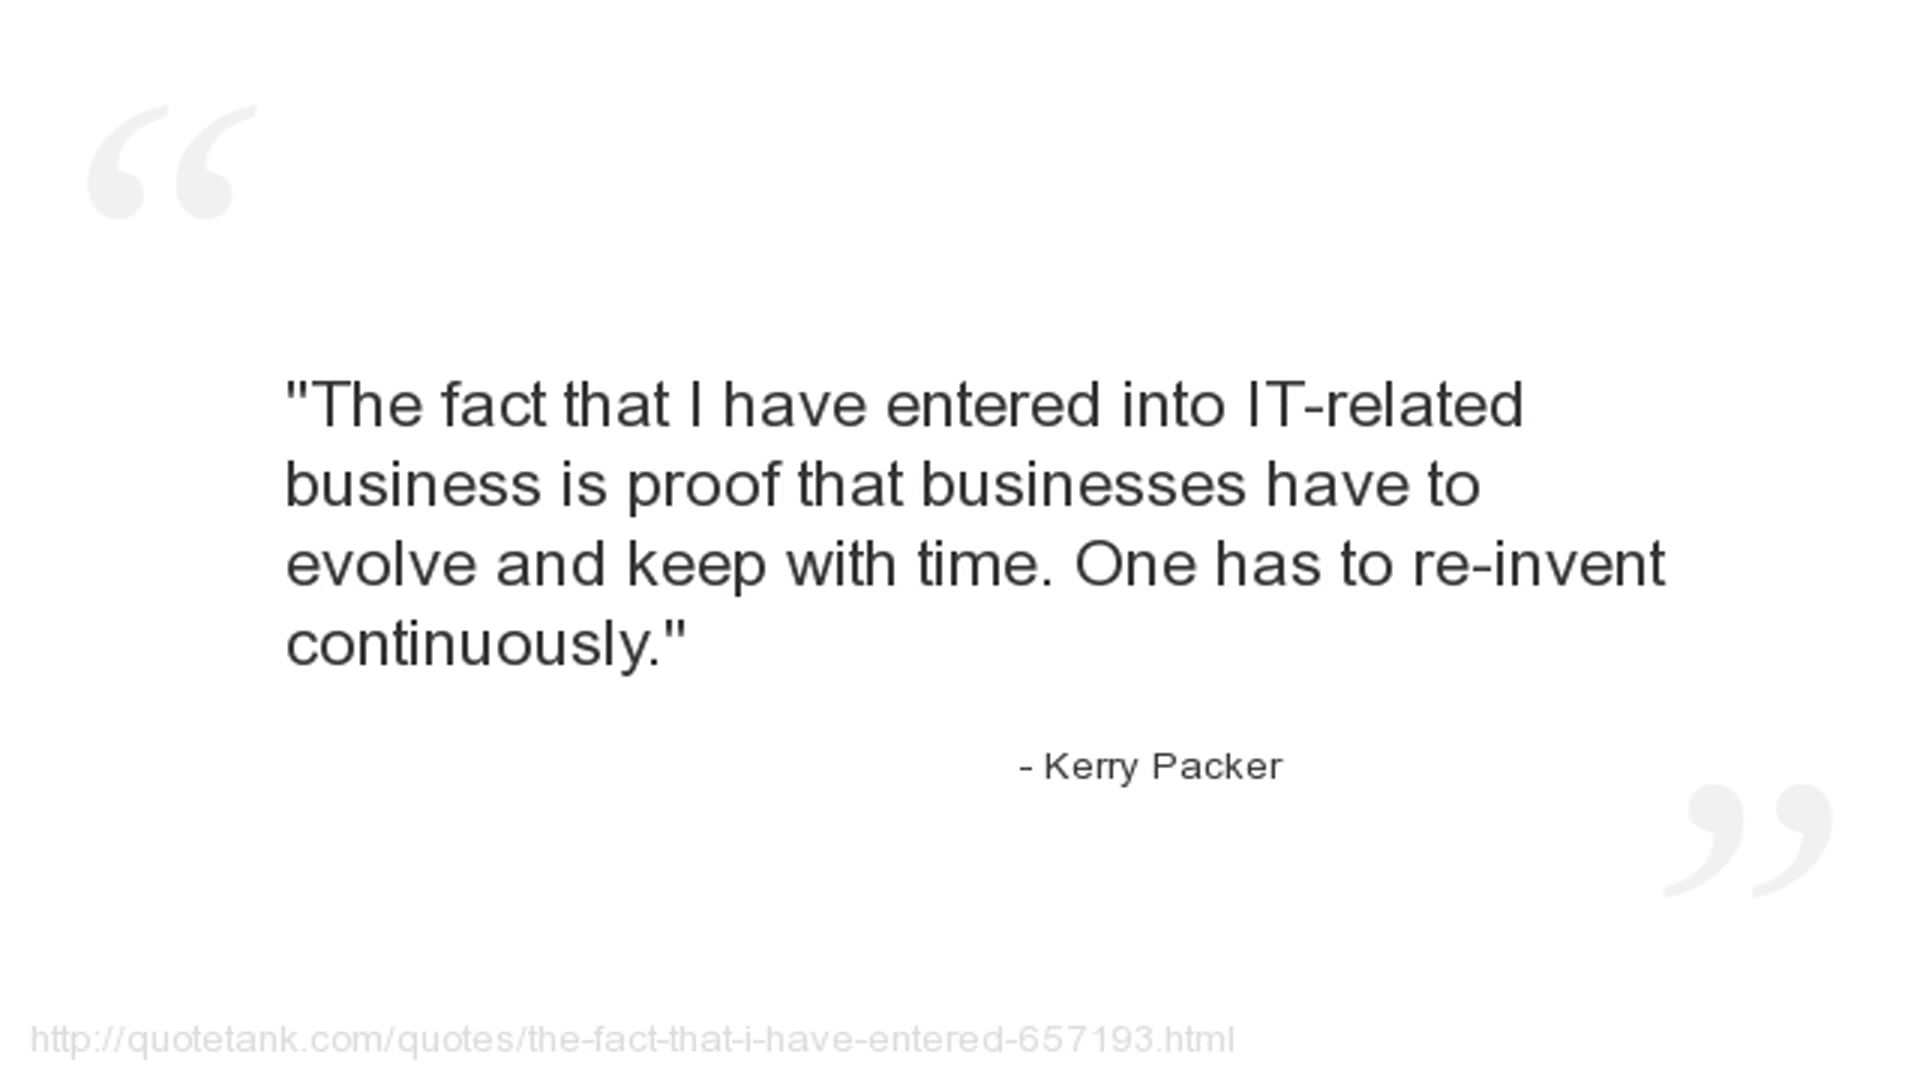 "The fact that I have entered into IT-related
business is proof that businesses have to
evolve and keep with time. One has to re-invent
continuously."
- Kerry Packer
http://quotetank.com/quotes/the-fact-that-i-have-entered-657193.html